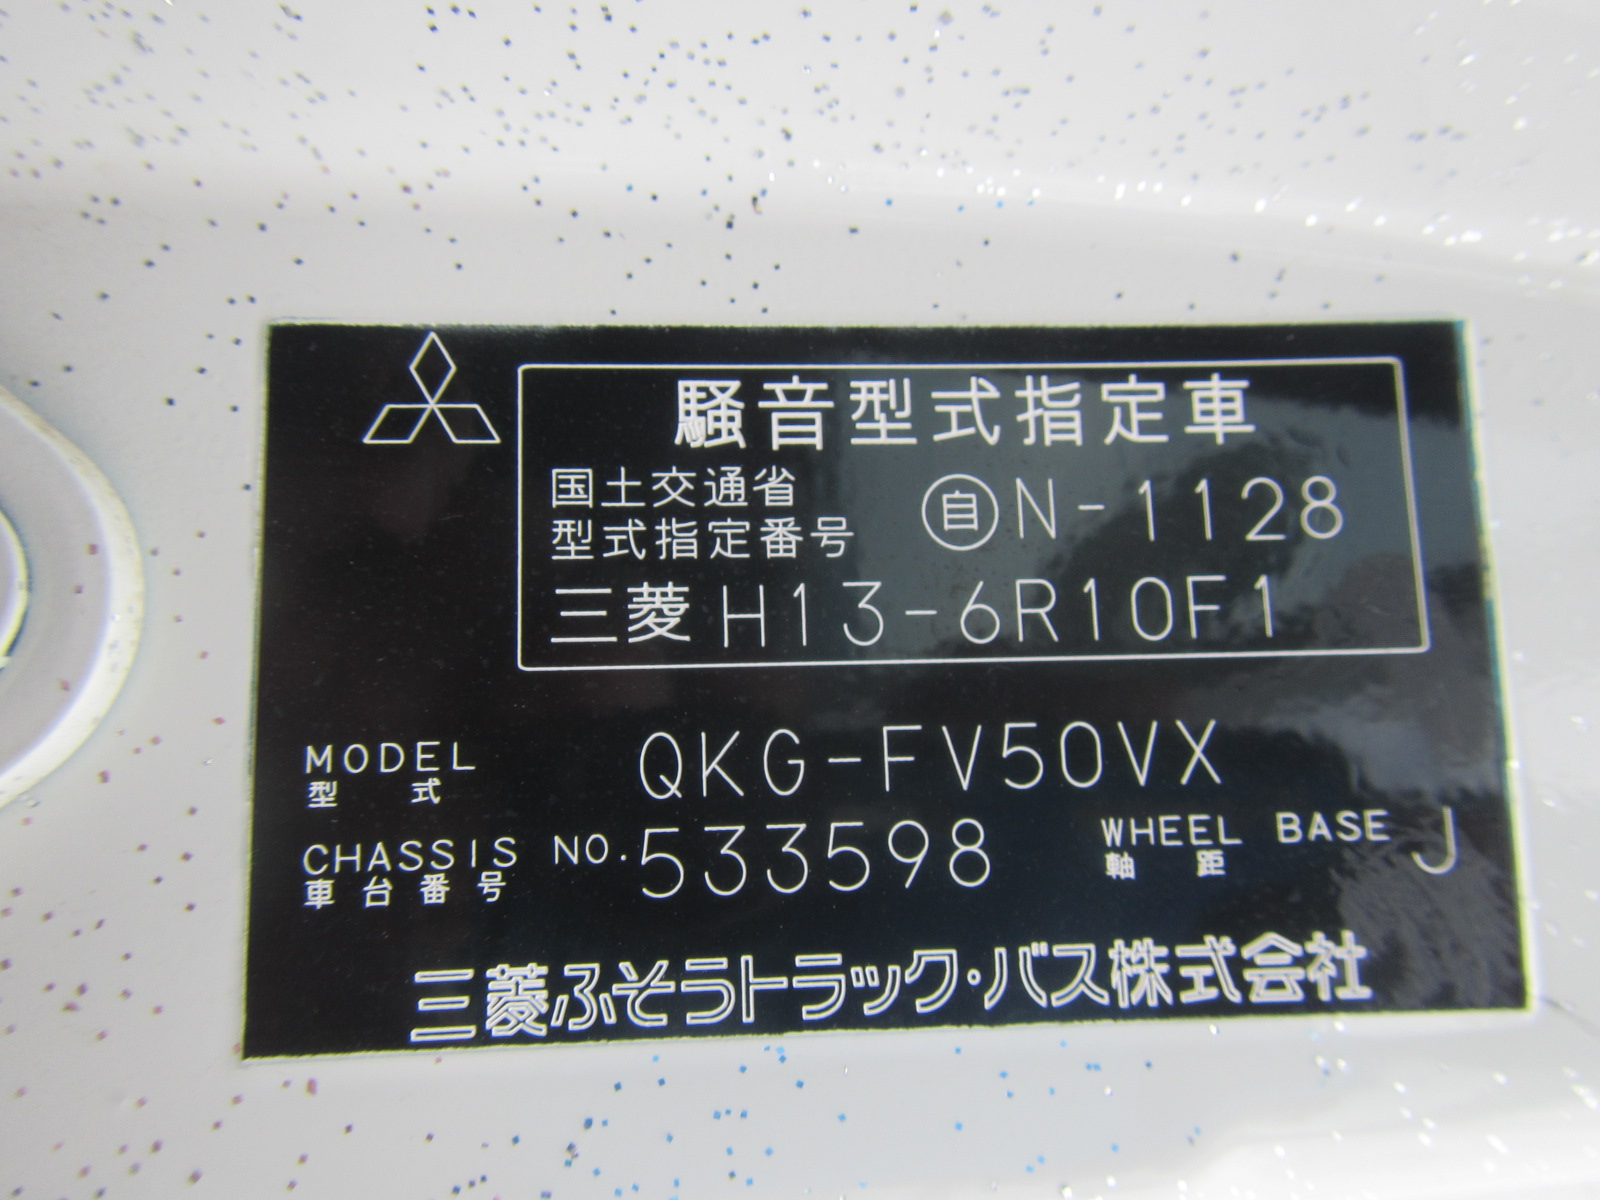 騒音型式指定車
国土交通省
型式指定番号 ㊐N-1128
三菱 H13-6R10F1
MODEL QKG-FV50VX
型式
CHASSIS NO. 533598 WHEEL BASE J
車台番号 軸距
三菱ふそうトラック・バス株式会社